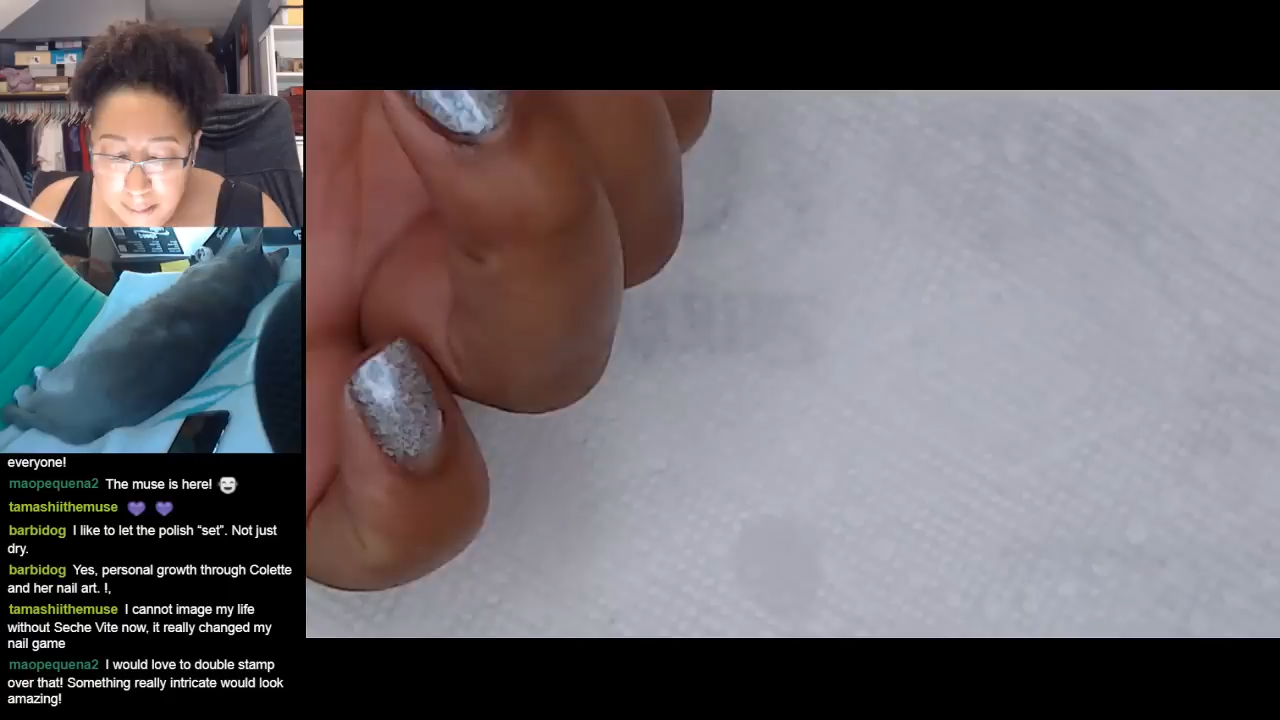 everyone!
maopequena2 The muse is here!
tamashiithemuse
barbidog I like to let the polish “set”. Not just
dry.
barbidog Yes, personal growth through Colette
and her nail art. !,
tamashiithemuse I cannot image my life
without Seche Vite now, it really changed my
nail game
maopequena2 I would love to double stamp
over that! Something really intricate would look
amazing!